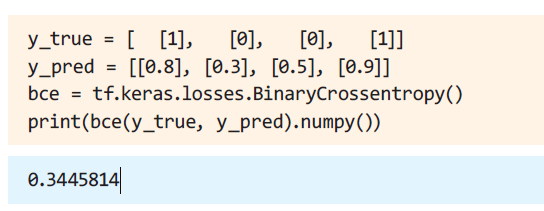 y_true = [  [1],   [0],   [0],   [1]]
y_pred = [[0.8], [0.3], [0.5], [0.9]]
bce = tf.keras.losses.BinaryCrossentropy()
print(bce(y_true, y_pred).numpy())
0.3445814